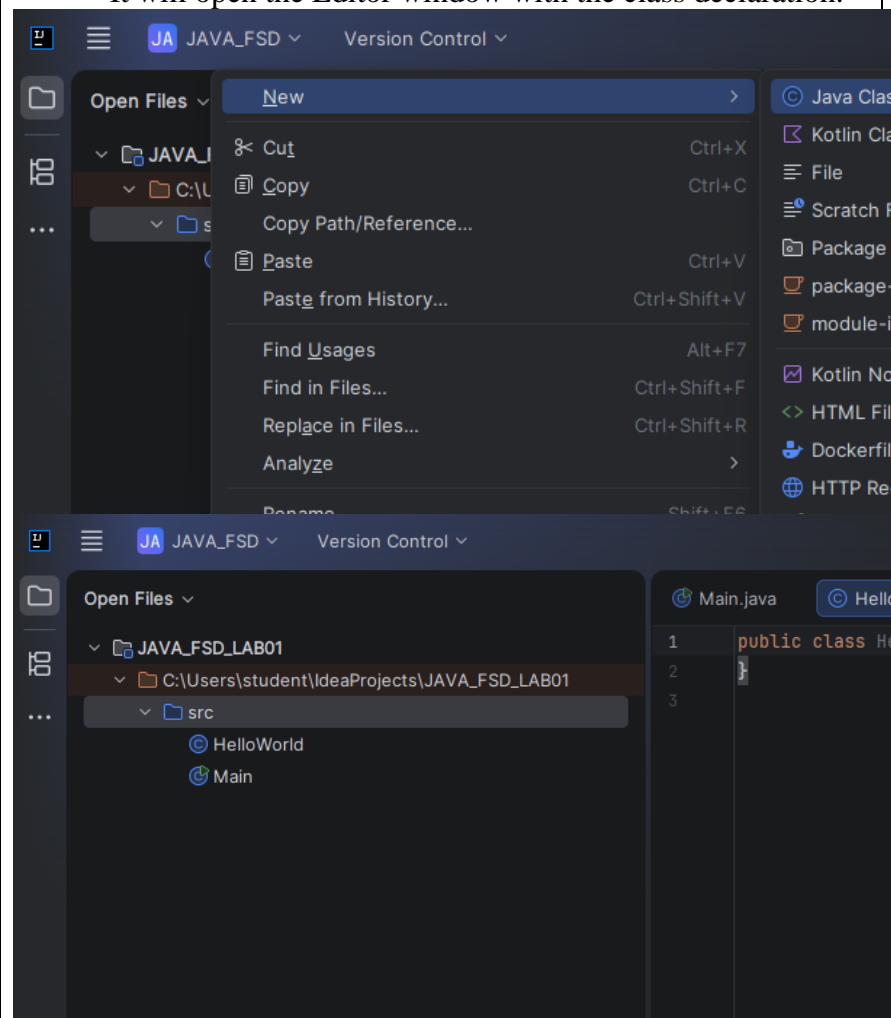 It will open the Editor window with the class declaration.
JA JAVA_FSD Version Control
Open Files
New
Java Clas
JAVA_F
Cut Ctrl+X
Kotlin Cla
C:\U
Copy Ctrl+C
File
s
Copy Path/Reference...
Scratch F
Paste Ctrl+V
Package
Paste from History... Ctrl+Shift+V
package-
module-i
Find Usages Alt+F7
Kotlin No
Find in Files... Ctrl+Shift+F
HTML Fil
Replace in Files... Ctrl+Shift+R
Dockerfil
Analyze
HTTP Re
Rename... Shift+F6
JA JAVA_FSD Version Control
Open Files
Main.java Hello
JAVA_FSD_LAB01
1 public class He
C:\Users\student\IdeaProjects\JAVA_FSD_LAB01
2 }
src
3
HelloWorld
Main